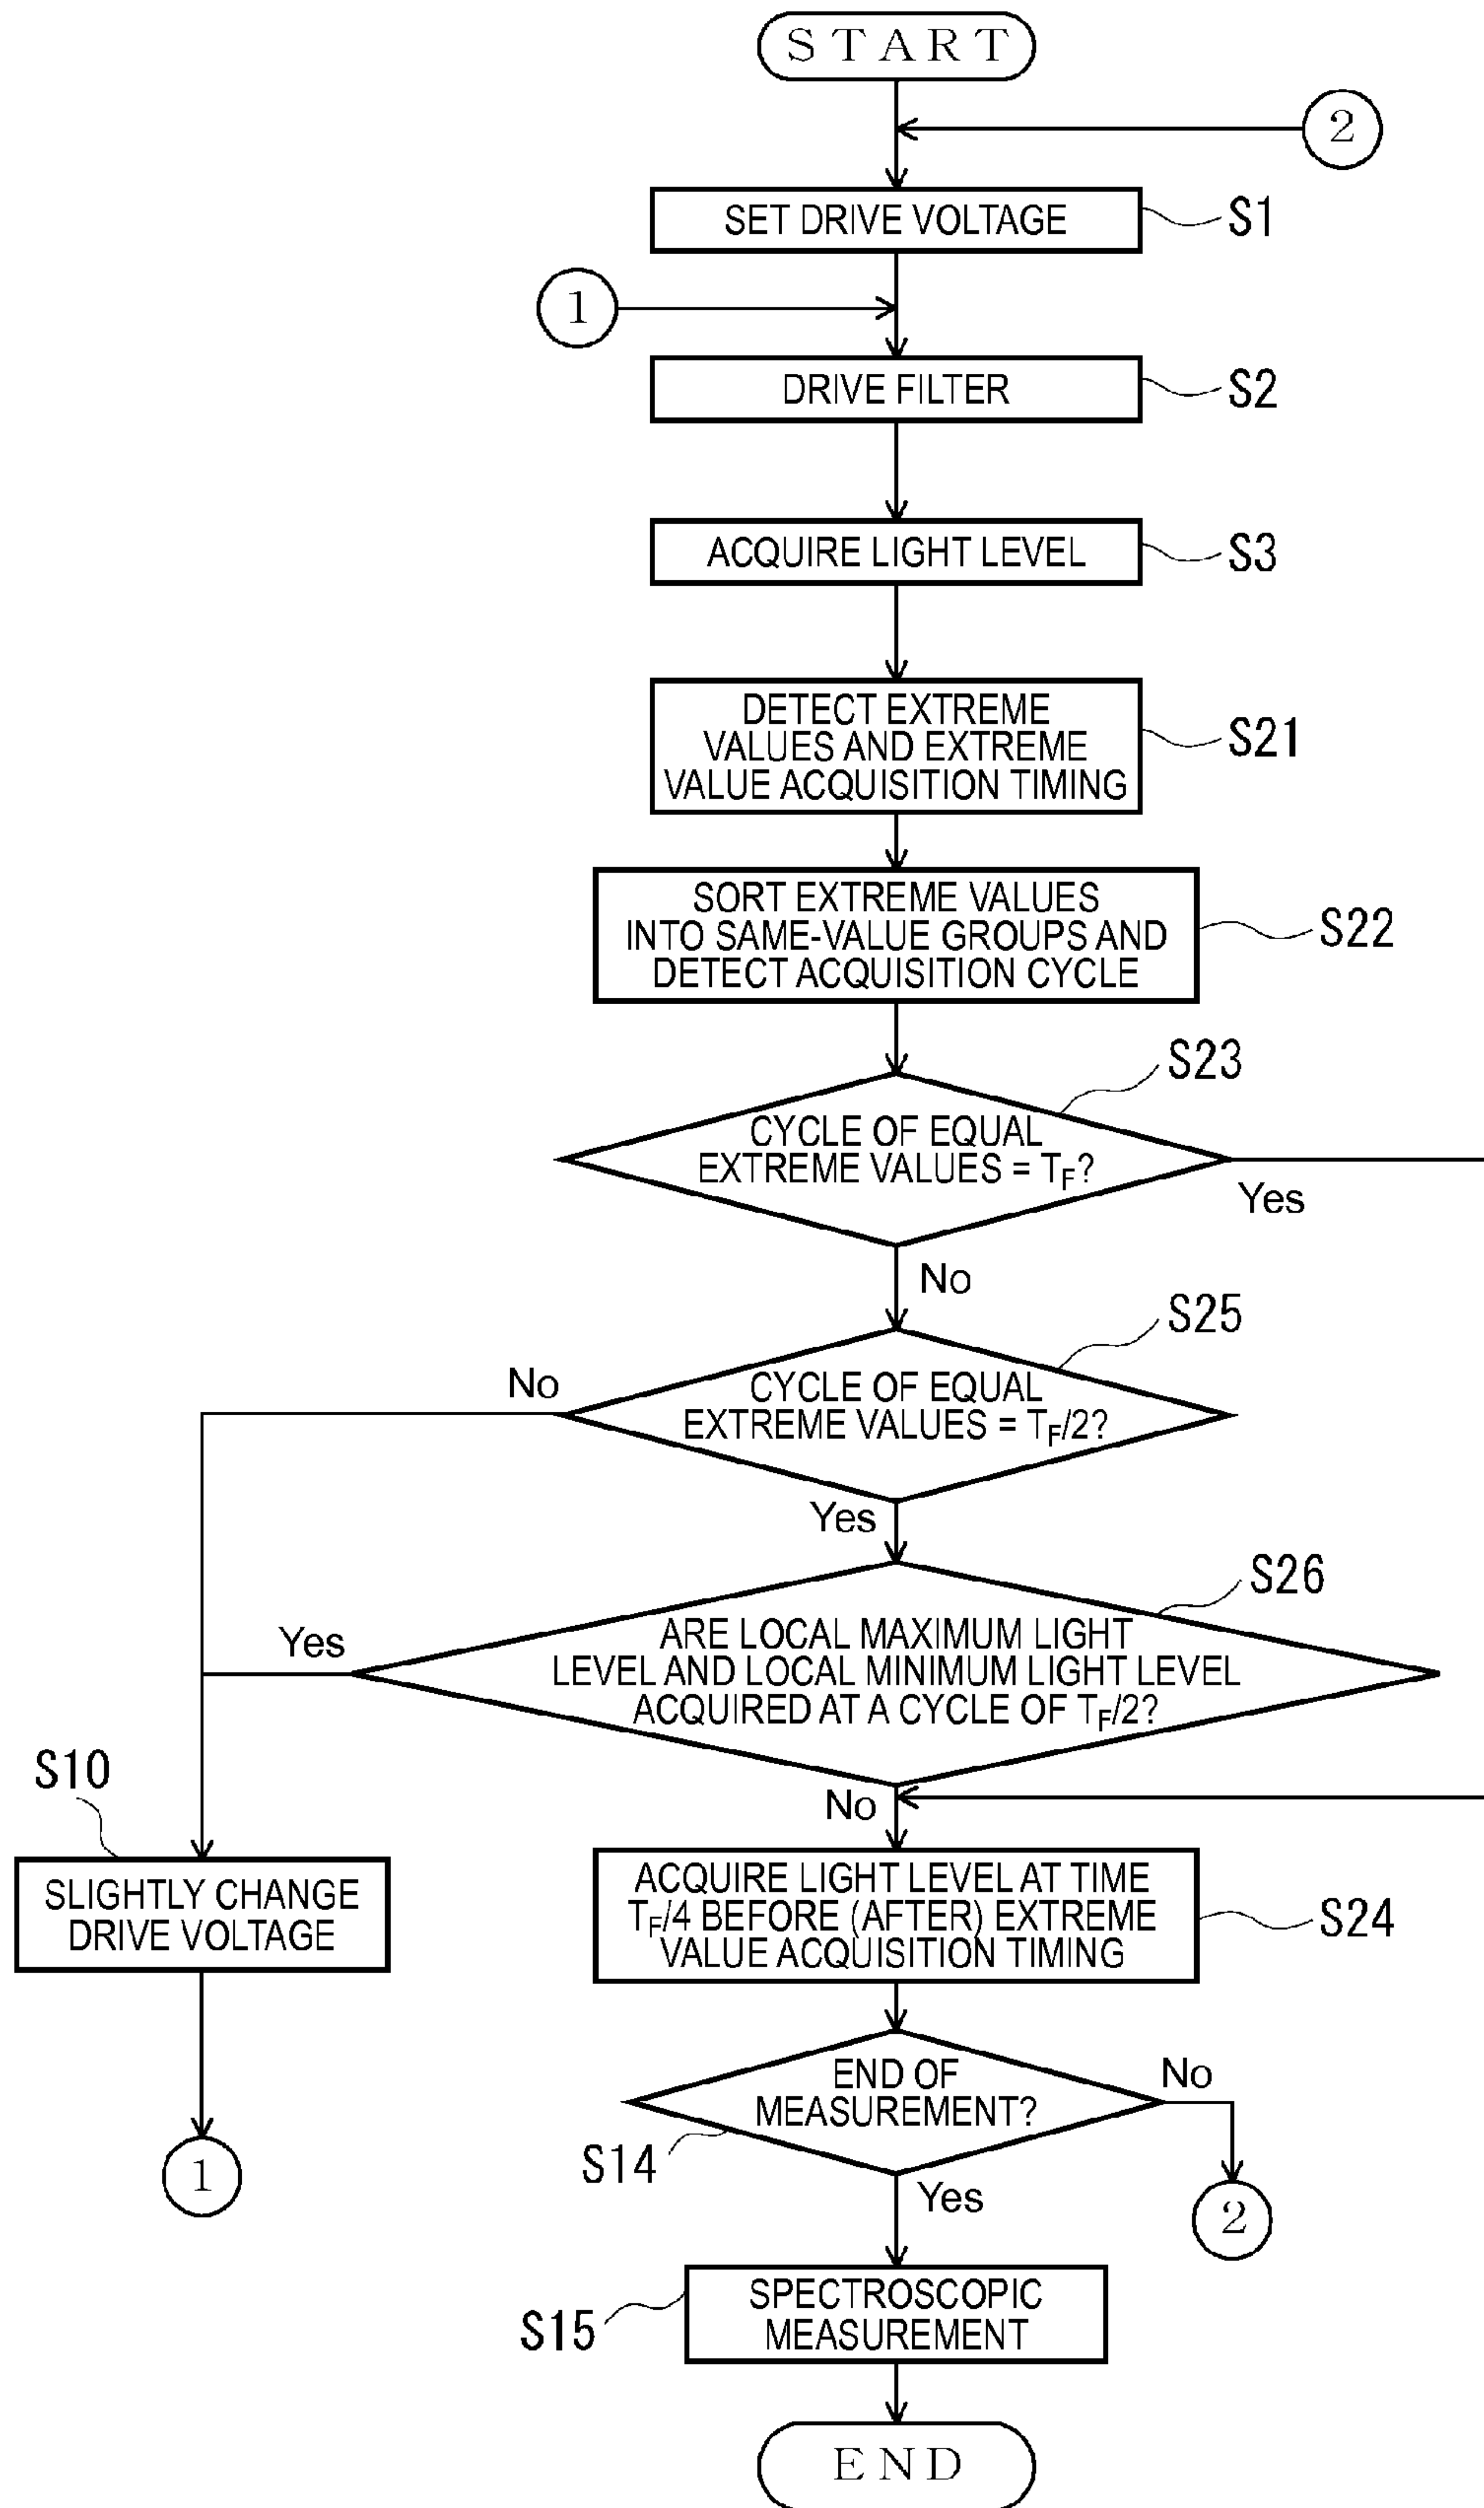 START
2
SET DRIVE VOLTAGE
S1
1
DRIVE FILTER
S2
ACQUIRE LIGHT LEVEL
S3
DETECT EXTREME
VALUES AND EXTREME
VALUE ACQUISITION TIMING
S21
SORT EXTREME VALUES
INTO SAME-VALUE GROUPS AND
DETECT ACQUISITION CYCLE
S22
S23
CYCLE OF EQUAL
EXTREME VALUES = TF?
Yes
No
S25
CYCLE OF EQUAL
EXTREME VALUES = TF/2?
No
Yes
S26
ARE LOCAL MAXIMUM LIGHT
LEVEL AND LOCAL MINIMUM LIGHT LEVEL
ACQUIRED AT A CYCLE OF TF/2?
Yes
No
S10
SLIGHTLY CHANGE
DRIVE VOLTAGE
1
ACQUIRE LIGHT LEVEL AT TIME
TF/4 BEFORE (AFTER) EXTREME
VALUE ACQUISITION TIMING
S24
END OF
MEASUREMENT?
No
S14
Yes
2
SPECTROSCOPIC
MEASUREMENT
S15
END